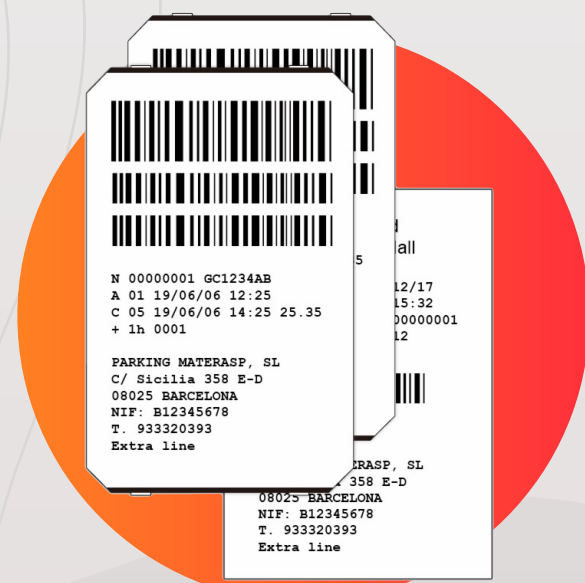 N 00000001 GC1234AB
A 01 19/06/06 12:25
C 05 19/06/06 14:25 25.35
+ 1h 0001
PARKING MATERASP, SL
C/ Sicilia 358 E-D
08025 BARCELONA
NIF: B12345678
T. 933320393
Extra line
5
12/17
15:32
00000001
12
SL
358 E-D
08025 BARCELONA
NIF: B12345678
T. 933320393
Extra line